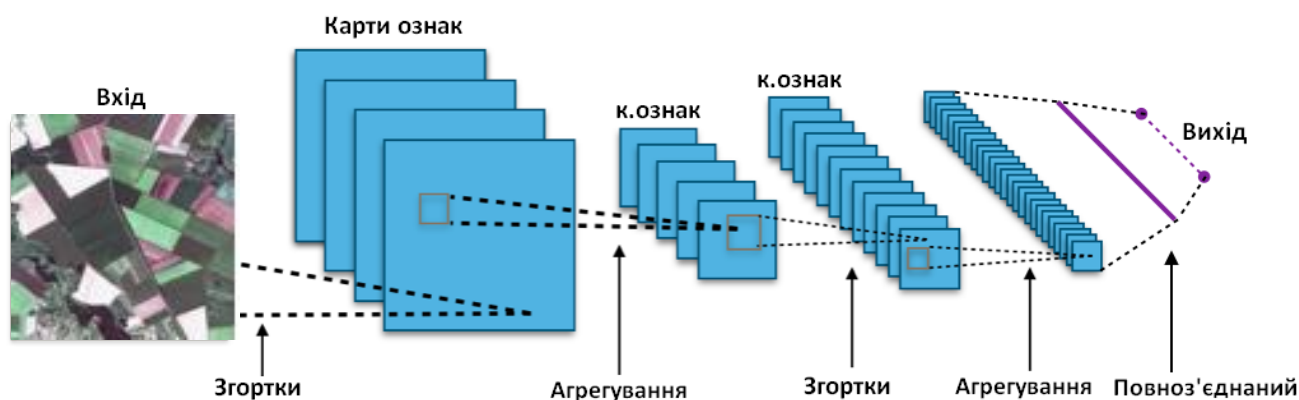 Карти ознак
Вхід
к.ознак
к.ознак
Вихід
Згортки
Агрегування
Згортки
Агрегування
Повноз'єднаний